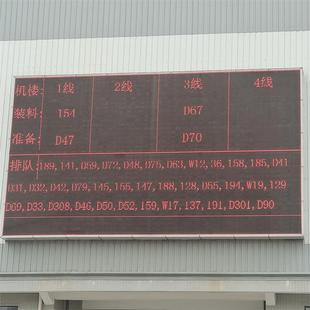 机楼: 1线 2线 3线 4线
装料: 154 D67
准备: D47 D70
排队: 189,141,D59,D72,D48,D75,D63,W12,36,158,185,D41
D31,D32,D42,D79,145,155,147,188,128,D55,194,W19,129
D69,D33,D308,D46,D50,D52,159,W17,137,191,D301,D90